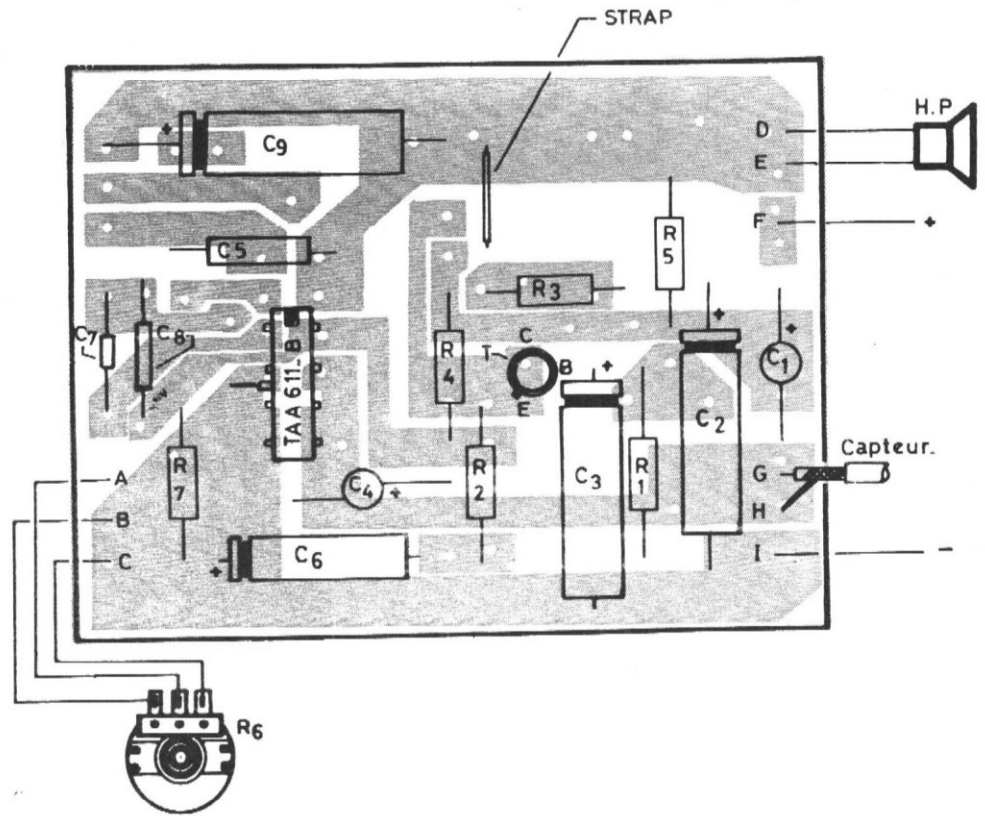 STRAP
H.P
D
E
F
+
+
C9
C5
R5
R3
C7
C8
R4
C
T
B
E
+
+
+
C1
TAA 611-B
C2
Capteur.
G
H
A
B
C
R7
C4
+
R2
C3
R1
C6
+
I
-
R6